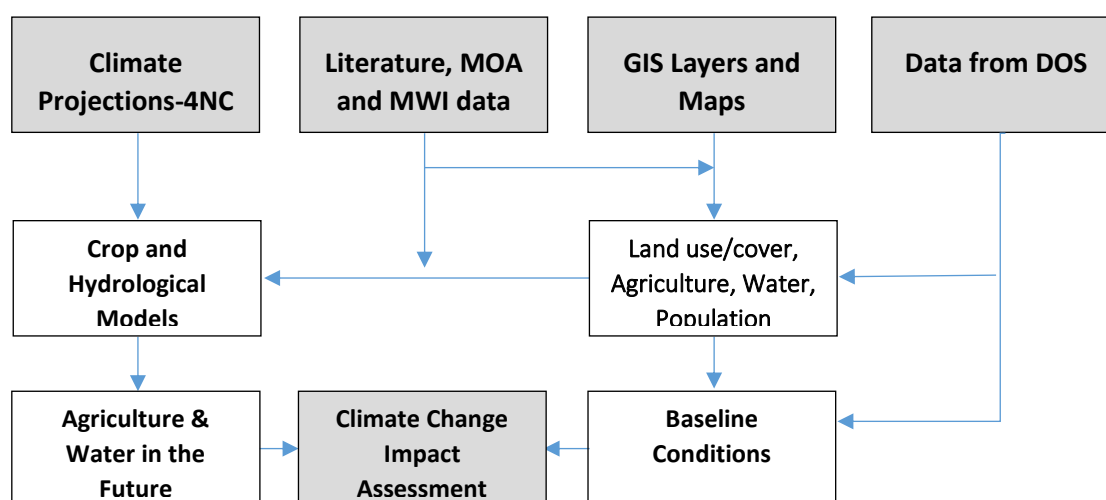 Climate
Projections-4NC
Literature, MOA
and MWI data
GIS Layers and
Maps
Data from DOS
Crop and
Hydrological
Models
Land use/cover,
Agriculture, Water,
Population
Agriculture &
Water in the
Future
Climate Change
Impact
Assessment
Baseline
Conditions